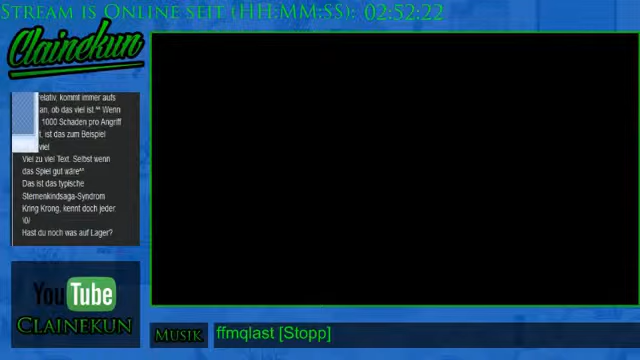 Stream is Online seit (HH:MM:SS): 02:52:22
Clainekun
relativ, kommt immer aufs
an, ob das viel ist.^^ Wenn
1000 Schaden pro Angriff
t, ist das zum Beispiel
viel
Viel zu viel Text. Selbst wenn
das Spiel gut wäre^^
Das ist das typische
Sternenkindsaga-Syndrom
Kring Krong, kennt doch jeder
\0/
Hast du noch was auf Lager?
YouTube
Clainekun
Musik
ffmqlast [Stopp]